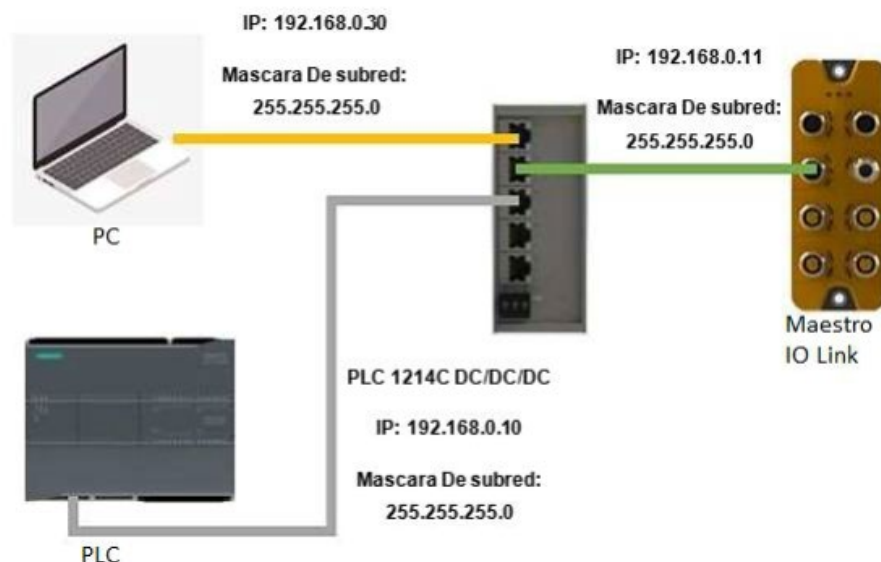 IP: 192.168.0.30
Mascara De subred:
255.255.255.0
PC
IP: 192.168.0.11
Mascara De subred:
255.255.255.0
Maestro
IO Link
PLC 1214C DC/DC/DC
IP: 192.168.0.10
Mascara De subred:
255.255.255.0
PLC